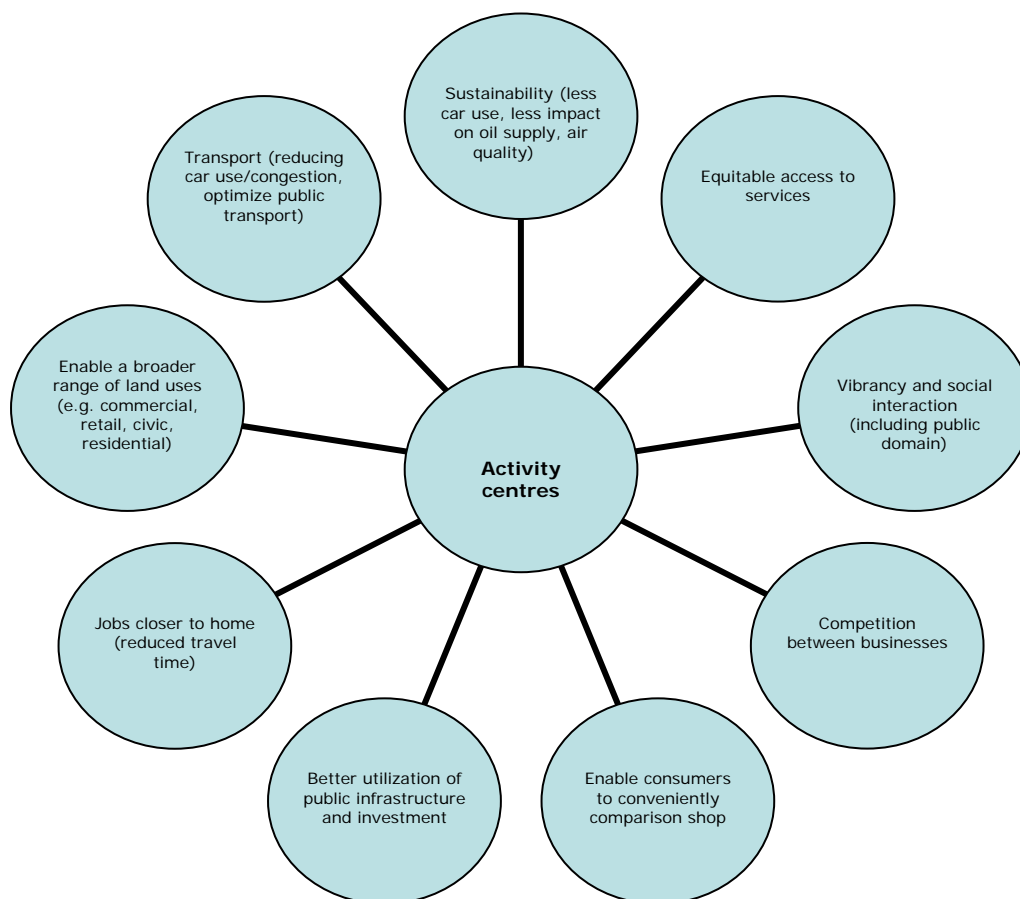 Sustainability (less
car use, less impact
on oil supply, air
quality)
Equitable access to
services
Vibrancy and social
interaction
(including public
domain)
Competition
between businesses
Enable consumers
to conveniently
comparison shop
Better utilization of
public infrastructure
and investment
Jobs closer to home
(reduced travel
time)
Enable a broader
range of land uses
(e.g. commercial,
retail, civic,
residential)
Transport (reducing
car use/congestion,
optimize public
transport)
Activity
centres